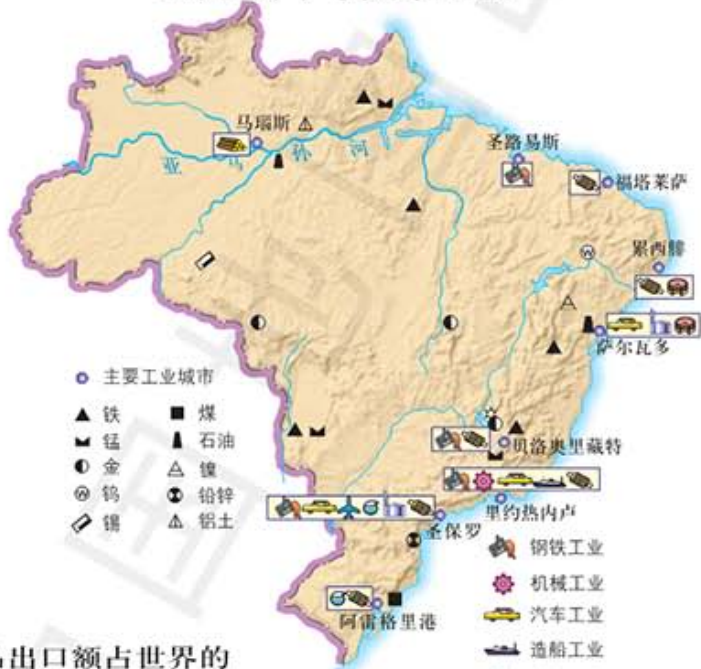 马瑙斯
亚马孙河
圣路易斯
福塔莱萨
累西腓
萨尔瓦多
主要工业城市
铁 煤
锰 石油
金 镍
钨 铅锌
锡 铝土
贝洛奥里藏特
里约热内卢
圣保罗
阿雷格里港
钢铁工业
机械工业
汽车工业
造船工业
出口额占世界的